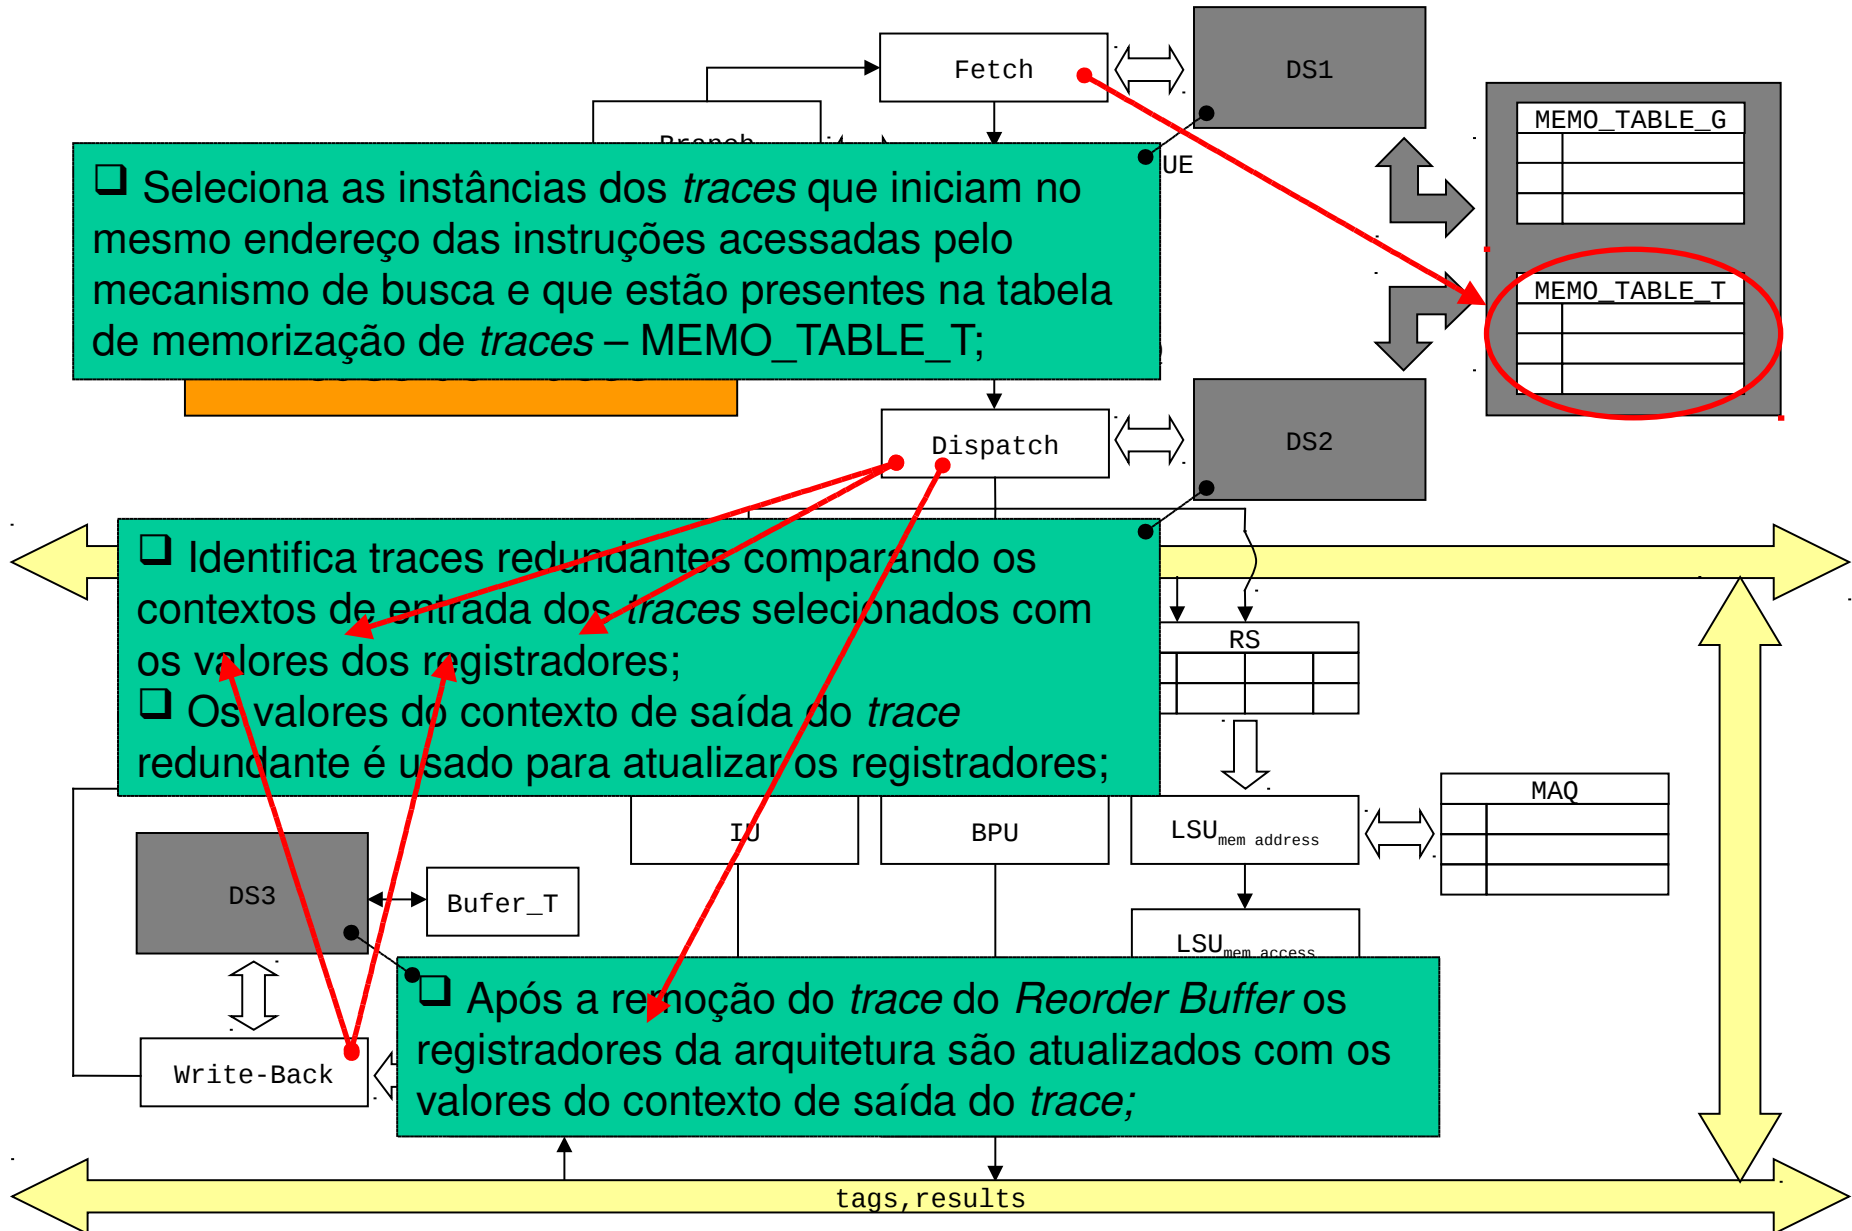 Fetch
DS1
MEMO_TABLE_G
UE
❑ Seleciona as instâncias dos traces que iniciam no
mesmo endereço das instruções acessadas pelo
mecanismo de busca e que estão presentes na tabela
de memorização de traces – MEMO_TABLE_T;
MEMO_TABLE_T
Dispatch
DS2
❑ Identifica traces redundantes comparando os
contextos de entrada dos traces selecionados com
os valores dos registradores;
❑ Os valores do contexto de saída do trace
redundante é usado para atualizar os registradores;
RS
MAQ
IU
BPU
LSU mem address
DS3
Bufer_T
LSU mem access
❑ Após a remoção do trace do Reorder Buffer os
registradores da arquitetura são atualizados com os
valores do contexto de saída do trace;
Write-Back
tags,results